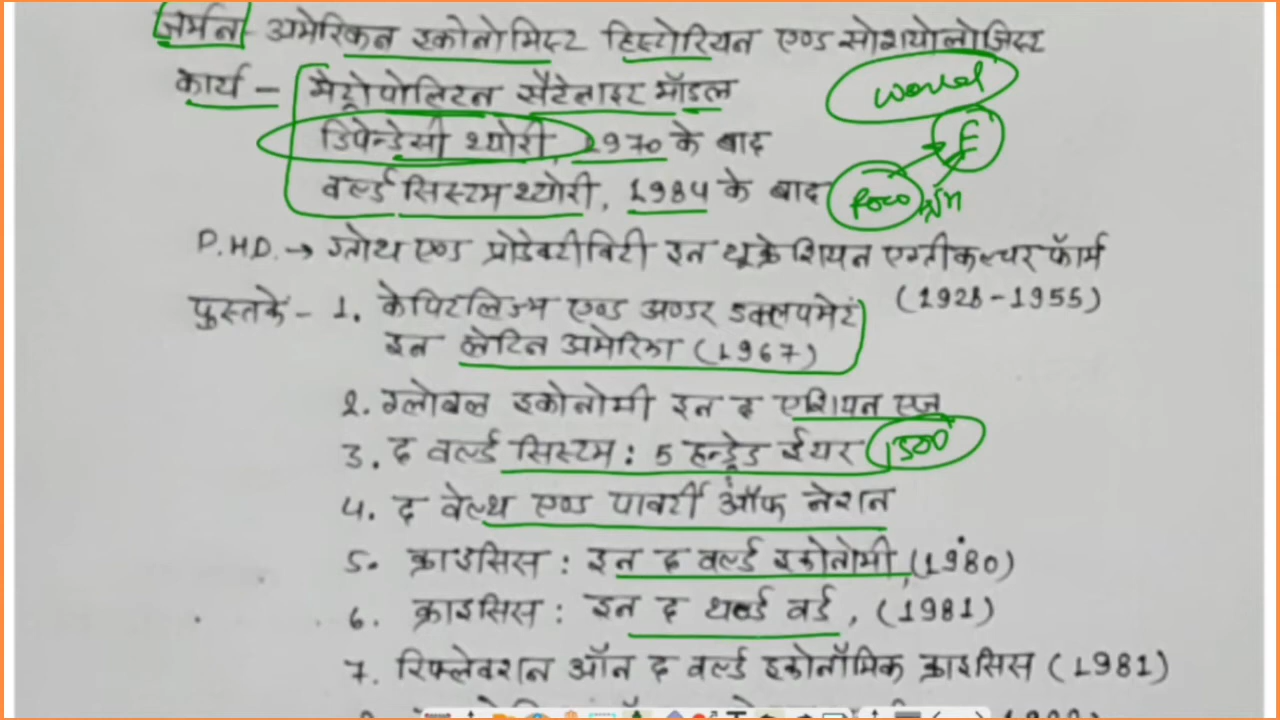 जर्मन - अमेरिकन इकोनोमिस्ट हिस्टोरियन एण्ड सोशयोलोजिस्ट
कार्य - मेट्रोपोलिटन सैटेलाइट मॉडल
डिपेन्डेसी थ्योरी, 1970 के बाद
वर्ल्ड सिस्टम थ्योरी, 1984 के बाद
P.H.D. → ग्रोथ एण्ड प्रोडेक्टीविटी इन यूक्रेशियन एग्रीकल्चर फॉर्म
(1928-1955)
पुस्तके - 1. केपिटलिज्म एण्ड अण्डर डवलपमेंट
इन लेटिन अमेरिका (1967)
2. ग्लोबल इकोनोमी इन द एशियन एज
3. द वर्ल्ड सिस्टम : 5 हन्ड्रेड ईयर 1500
4. द वेल्थ एण्ड पावर्टी ऑफ नेशन
5. क्राइसिस : इन द वर्ल्ड इकोनोमी, (1980)
6. क्राइसिस : इन द थर्ल्ड वर्ड, (1981)
7. रिफ्लेक्शन ऑन द वर्ल्ड इकोनॉमिक क्राइसिस (1981)